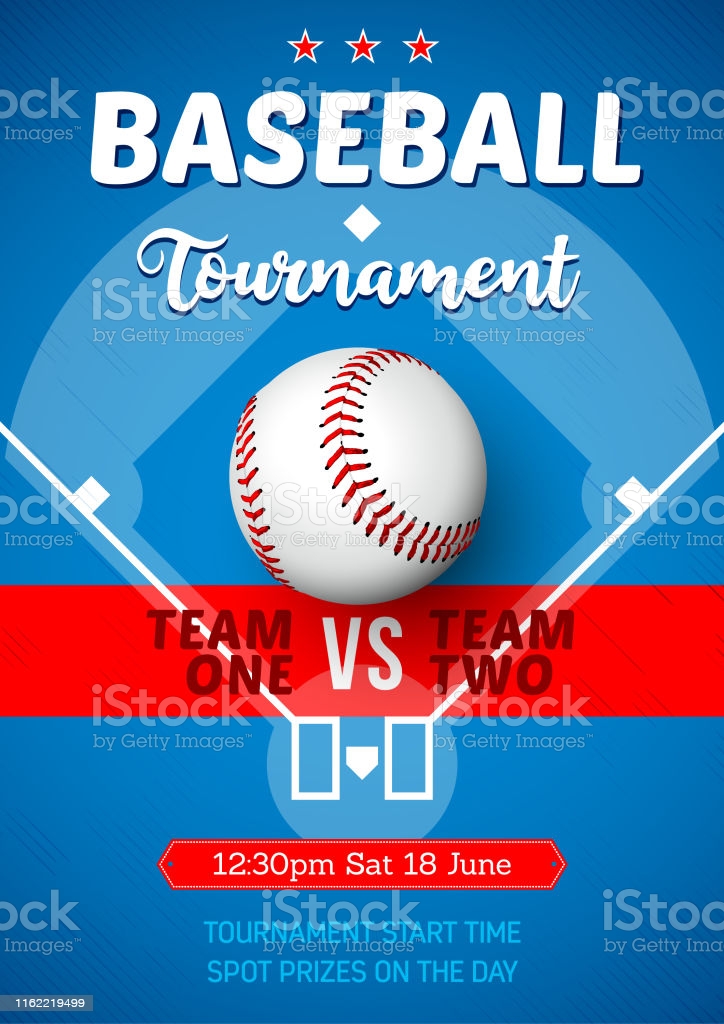 BASEBALL
Tournament
TEAM ONE VS TEAM TWO
12:30pm Sat 18 June
TOURNAMENT START TIME
SPOT PRIZES ON THE DAY
iStock
by Getty Images™
1162219499